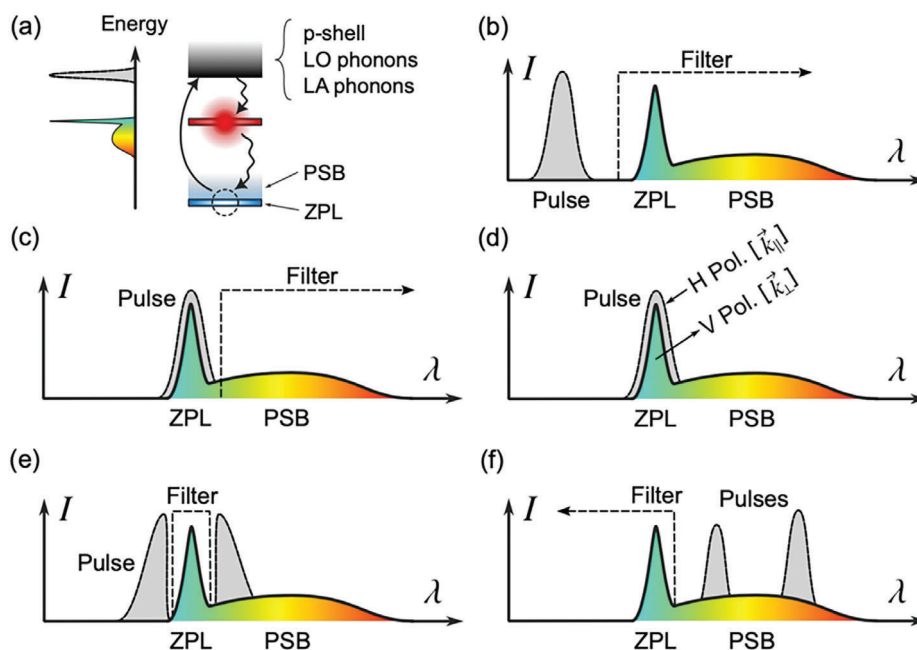 (a)
Energy
p-shell
LO phonons
LA phonons
PSB
ZPL
(b)
I
Filter
λ
Pulse
ZPL
PSB
(c)
I
Pulse
Filter
λ
ZPL
PSB
(d)
I
Pulse
H Pol. [k⃗∥]
V Pol. [k⃗⊥]
λ
ZPL
PSB
(e)
I
Filter
Pulse
λ
ZPL
PSB
(f)
I
Filter
Pulses
λ
ZPL
PSB